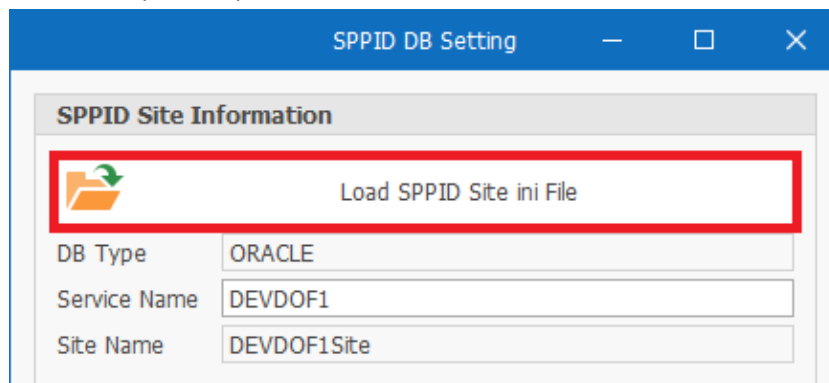 SPPID DB Setting
SPPID Site Information
Load SPPID Site ini File
DB Type ORACLE
Service Name DEVDOF1
Site Name DEVDOF1Site